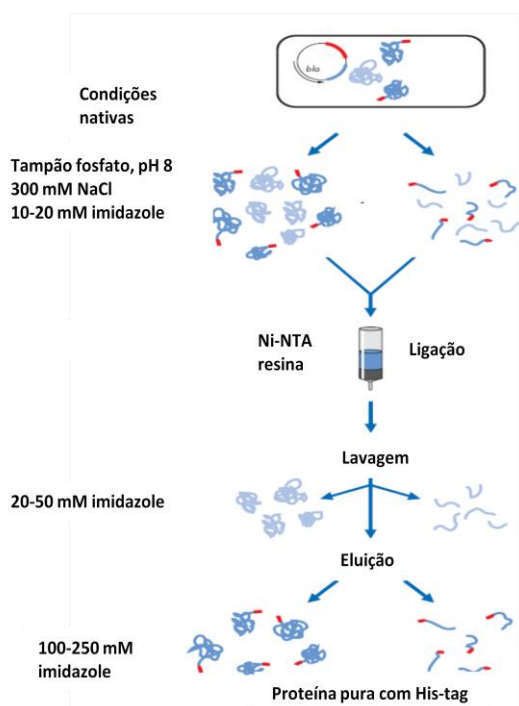 bla
Condições
nativas
Tampão fosfato, pH 8
300 mM NaCl
10-20 mM imidazole
Ni-NTA
resina
Ligação
Lavagem
20-50 mM imidazole
Eluição
100-250 mM
imidazole
Proteína pura com His-tag